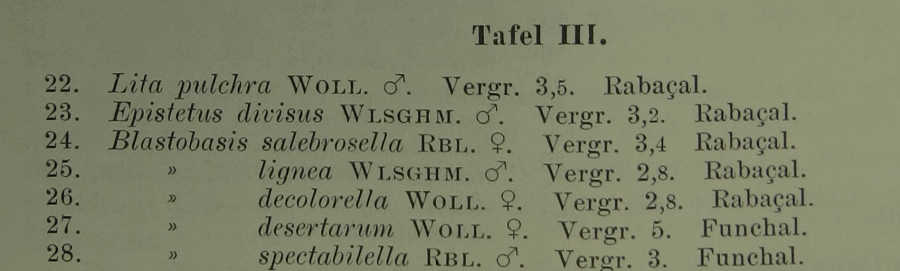 Tafel III.
22. Lita pulchra WOLL. ♂. Vergr. 3,5. Rabaçal.
23. Epistetus divisus WLSGHM. ♂. Vergr. 3,2. Rabaçal.
24. Blastobasis salebrosella RBL. ♀. Vergr. 3,4 Rabaçal.
25. » lignea WLSGHM. ♂. Vergr. 2,8. Rabaçal.
26. » decolorella WOLL. ♀. Vergr. 2,8. Rabaçal.
27. » desertarum WOLL. ♀. Vergr. 5. Funchal.
28. » spectabilella RBL. ♂. Vergr. 3. Funchal.